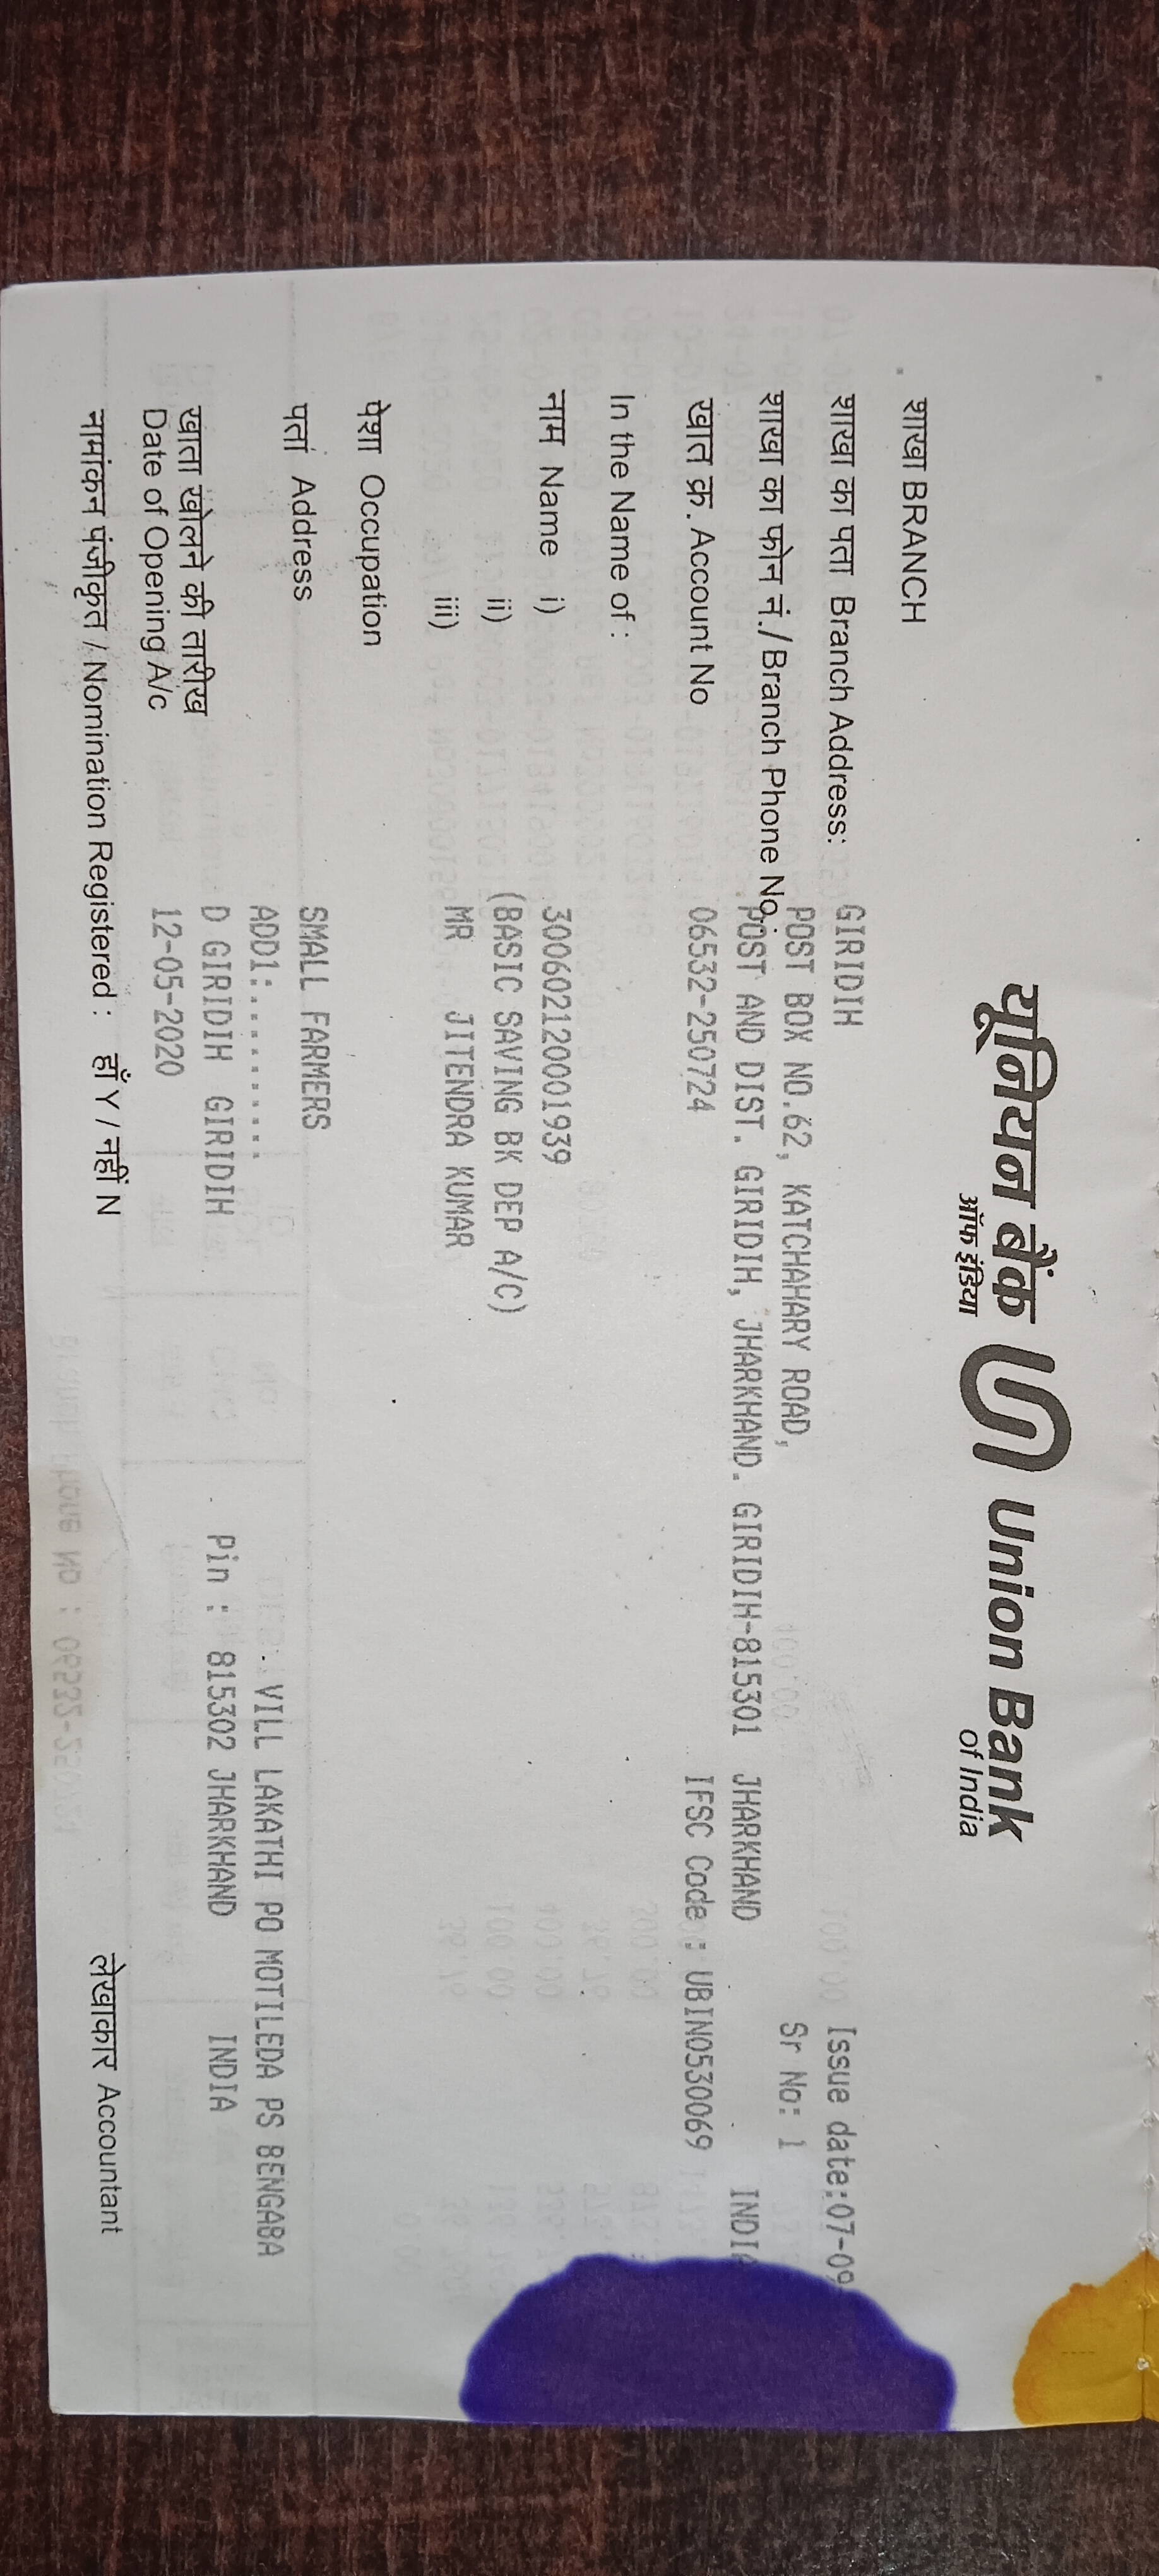 यूनियन बैंक Union Bank
ऑफ इंडिया of India
शाखा BRANCH
शाखा का पता Branch Address: GIRIDIH Issue date:07-09
POST BOX NO.62, KATCHAHARY ROAD, Sr No: 1
शाखा का फोन नं./ Branch Phone No.: POST AND DIST. GIRIDIH, JHARKHAND. GIRIDIH-815301 JHARKHAND INDIA
खात क्र. Account No 06532-250724 IFSC Code : UBIN0530069
In the Name of :
नाम Name i) 300602120001939
ii) (BASIC SAVING BK DEP A/C)
iii) MR JITENDRA KUMAR
पेशा Occupation
पता Address SMALL FARMERS
ADD1:.......... VILL LAKATHI PO MOTILEDA PS BENGABA
खाता खोलने की तारीख D GIRIDIH GIRIDIH Pin : 815302 JHARKHAND INDIA
Date of Opening A/c 12-05-2020
नामांकन पंजीकृत / Nomination Registered : हाँ Y / नहीं N लेखाकार Accountant